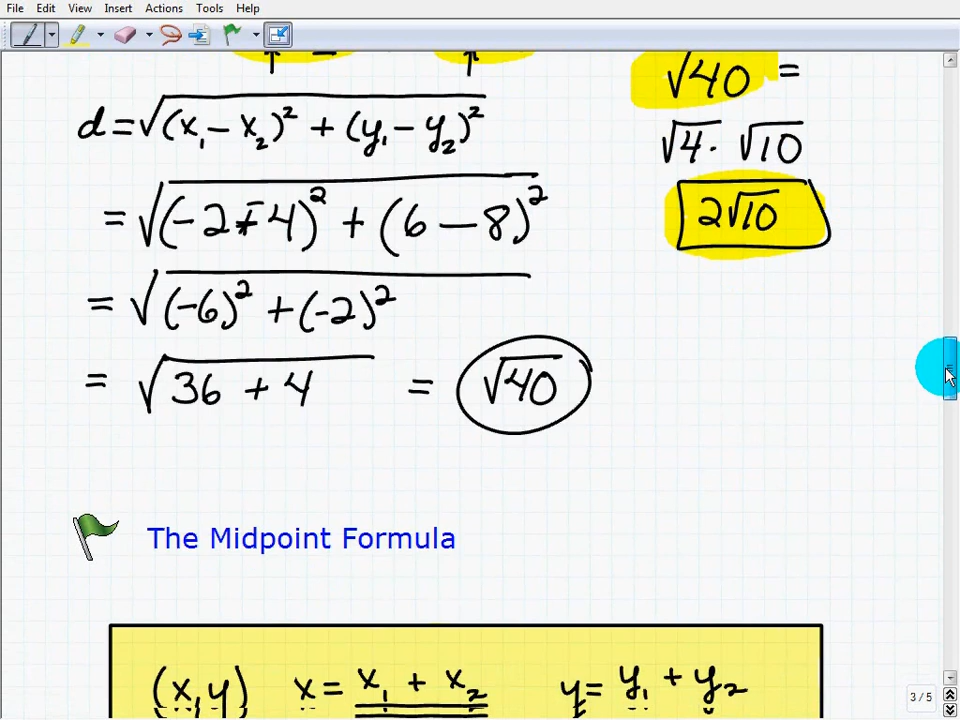 File Edit View Insert Actions Tools Help
√40 =
d = √(x₁ − x₂)² + (y₁ − y₂)²
√4 · √10
= √(−2 − 4)² + (6 − 8)²
2√10
= √(−6)² + (−2)²
= √36 + 4 = √40
The Midpoint Formula
(x,y) x = x₁ + x₂ y = y₁ + y₂
3 / 5